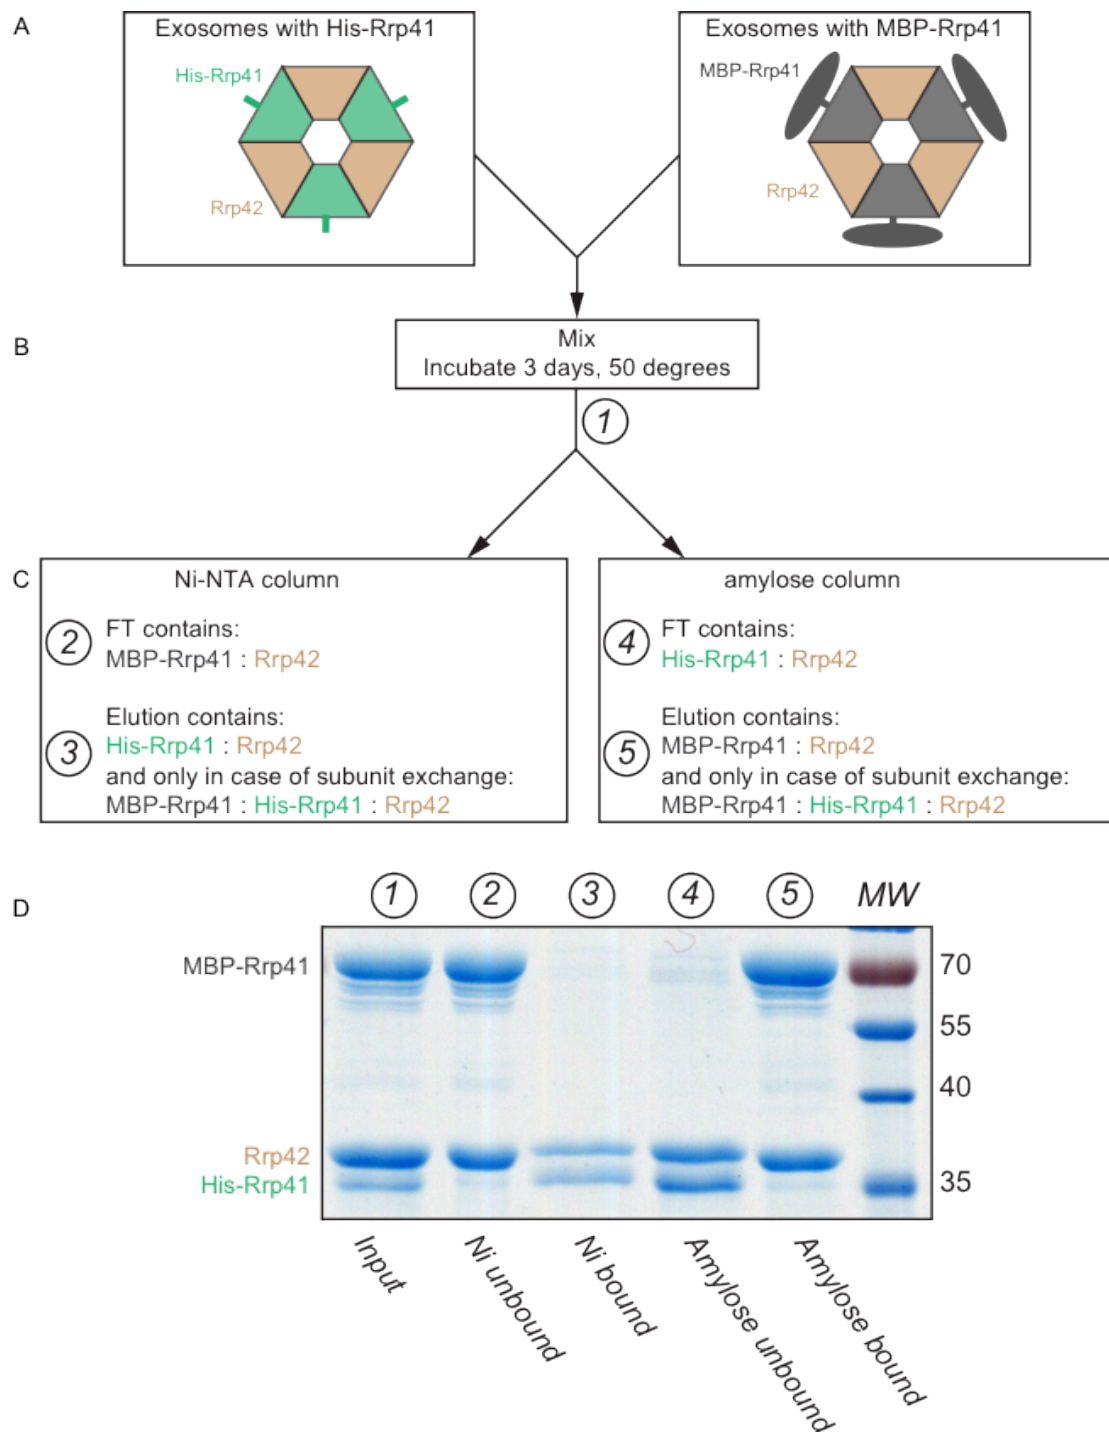 A
Exosomes with His-Rrp41
His-Rrp41
Rrp42
Exosomes with MBP-Rrp41
MBP-Rrp41
Rrp42
B
Mix
Incubate 3 days, 50 degrees
1
C
Ni-NTA column
2
FT contains:
MBP-Rrp41 : Rrp42
3
Elution contains:
His-Rrp41 : Rrp42
and only in case of subunit exchange:
MBP-Rrp41 : His-Rrp41 : Rrp42
amylose column
4
FT contains:
His-Rrp41 : Rrp42
5
Elution contains:
MBP-Rrp41 : Rrp42
and only in case of subunit exchange:
MBP-Rrp41 : His-Rrp41 : Rrp42
D
1 2 3 4 5 MW
MBP-Rrp41
70
55
40
Rrp42
His-Rrp41
35
Input
Ni unbound
Ni bound
Amylose unbound
Amylose bound